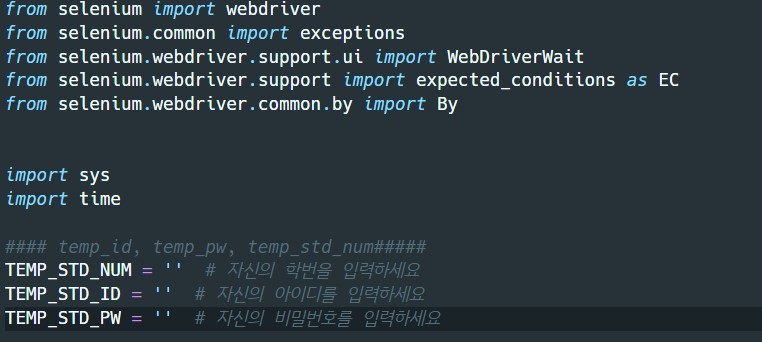 from selenium import webdriver
from selenium.common import exceptions
from selenium.webdriver.support.ui import WebDriverWait
from selenium.webdriver.support import expected_conditions as EC
from selenium.webdriver.common.by import By
import sys
import time
#### temp_id, temp_pw, temp_std_num#####
TEMP_STD_NUM = '' # 자신의 학번을 입력하세요
TEMP_STD_ID = '' # 자신의 아이디를 입력하세요
TEMP_STD_PW = '' # 자신의 비밀번호를 입력하세요